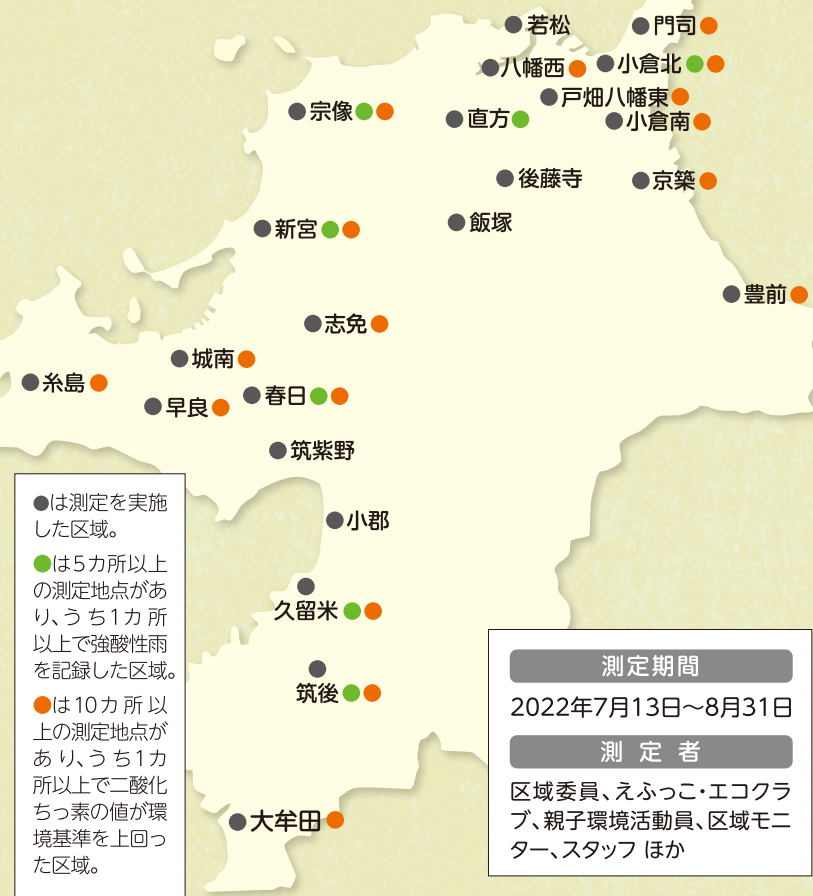 若松
門司
八幡西
小倉北
戸畑八幡東
宗像
直方
小倉南
後藤寺
京築
新宮
飯塚
豊前
志免
城南
糸島
春日
早良
筑紫野
小郡
久留米
筑後
大牟田
●は測定を実施
した区域。
●は5カ所以上
の測定地点があ
り、うち1カ所
以上で強酸性雨
を記録した区域。
●は10カ所以
上の測定地点が
あり、うち1カ
所以上で二酸化
ちっ素の値が環
境基準を上回っ
た区域。
測定期間
2022年7月13日〜8月31日
測定者
区域委員、えふっこ・エコクラ
ブ、親子環境活動員、区域モニ
ター、スタッフ ほか